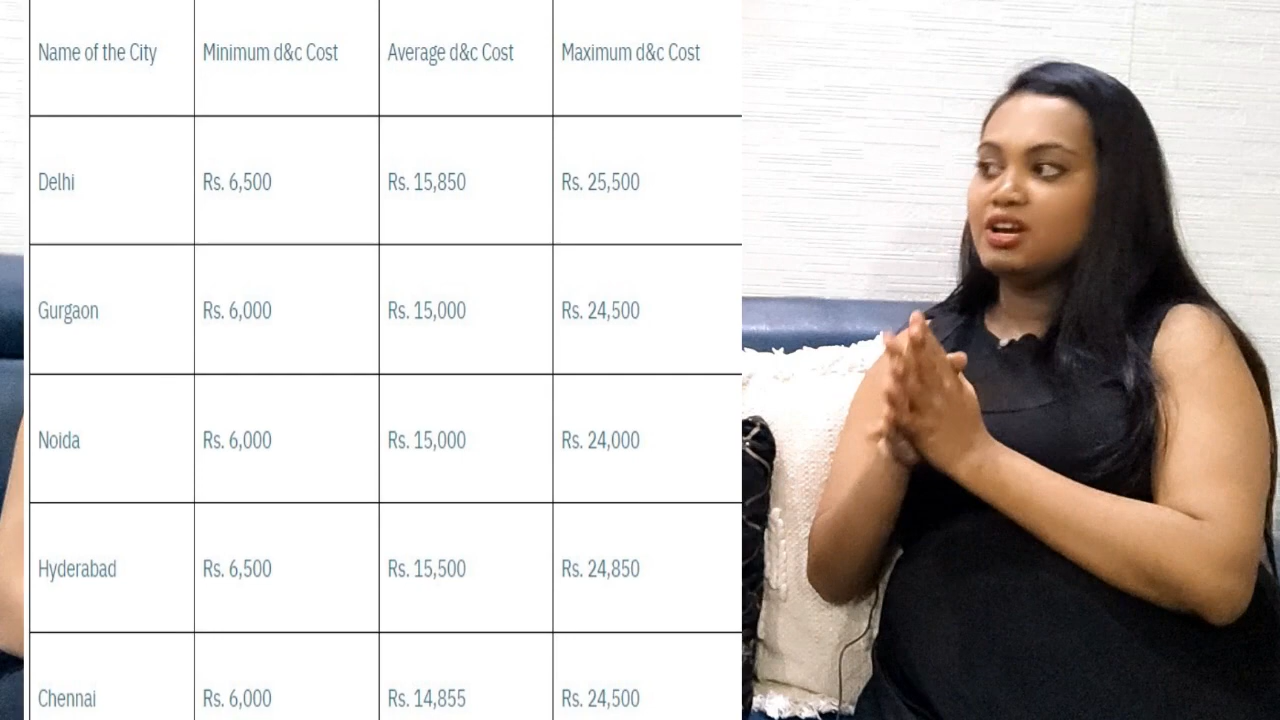 Name of the City Minimum d&c Cost Average d&c Cost Maximum d&c Cost
Delhi Rs. 6,500 Rs. 15,850 Rs. 25,500
Gurgaon Rs. 6,000 Rs. 15,000 Rs. 24,500
Noida Rs. 6,000 Rs. 15,000 Rs. 24,000
Hyderabad Rs. 6,500 Rs. 15,500 Rs. 24,850
Chennai Rs. 6,000 Rs. 14,855 Rs. 24,500